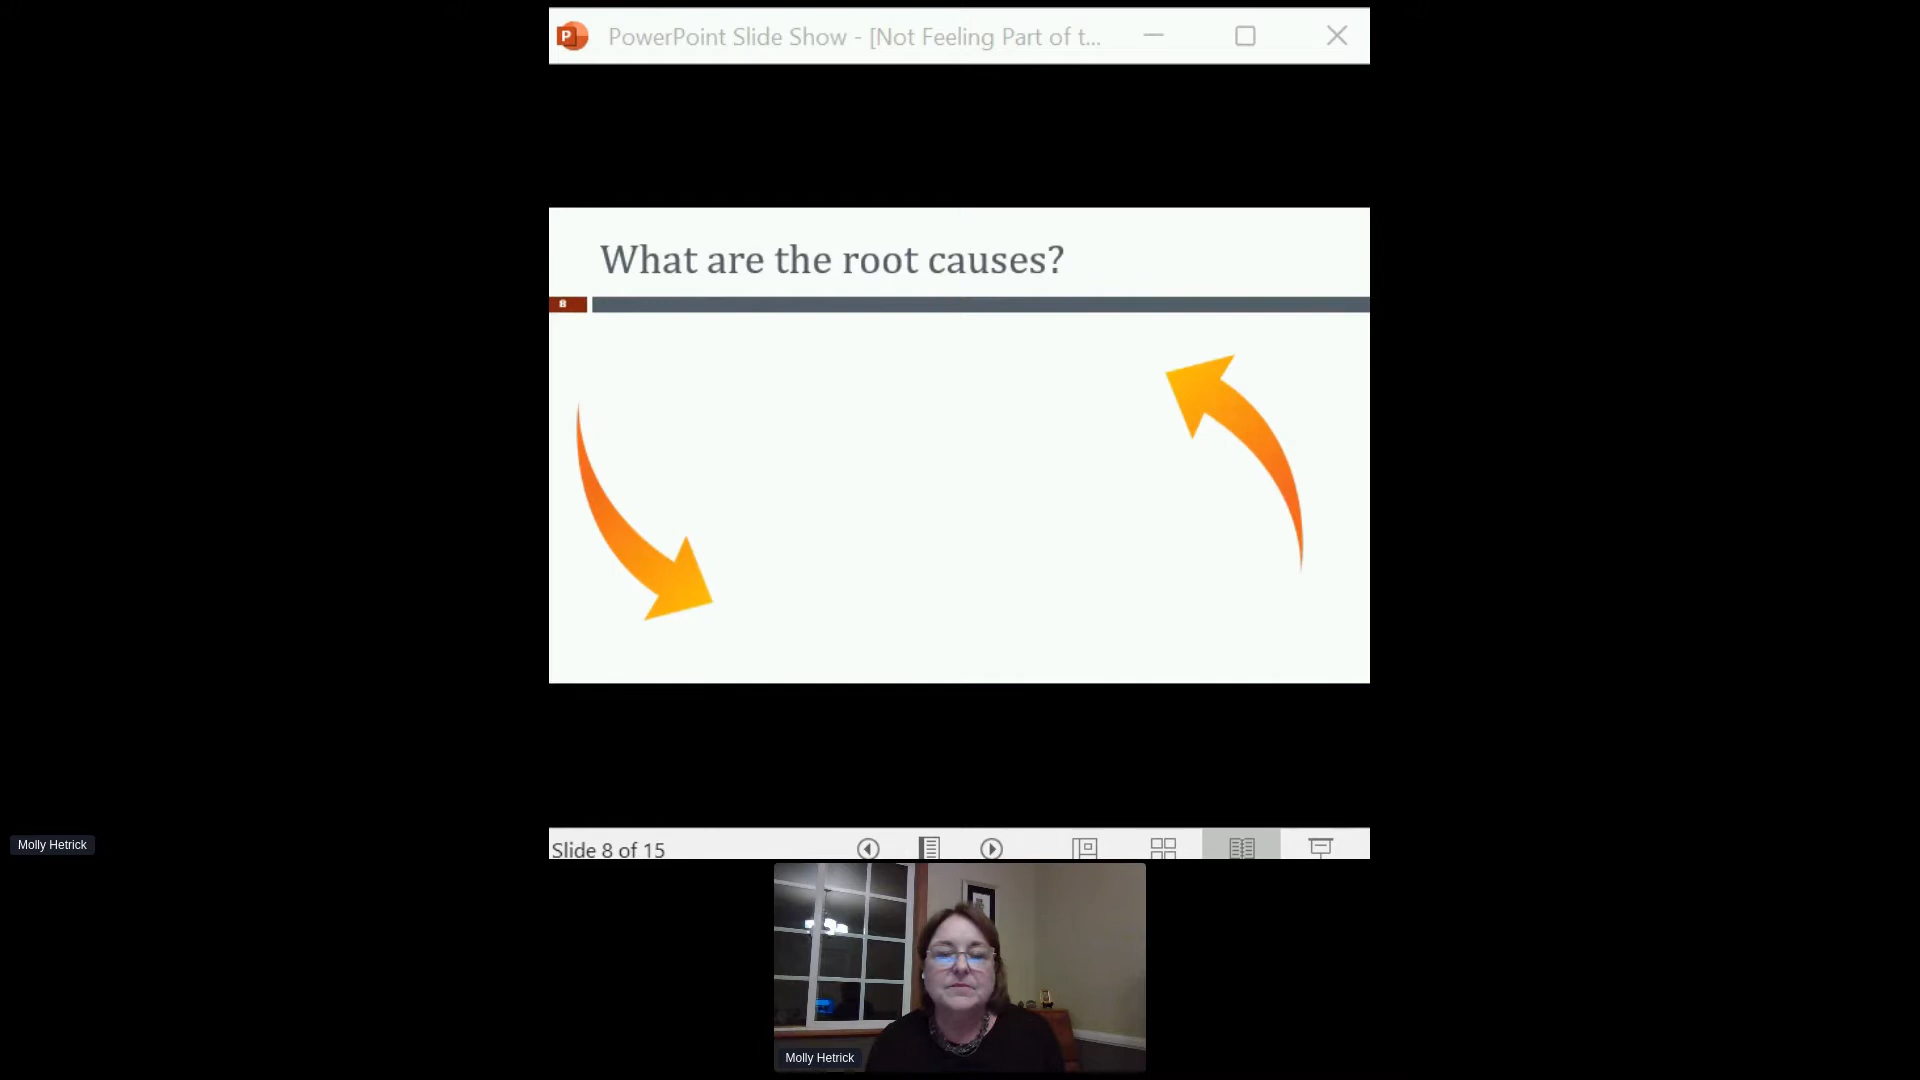 P PowerPoint Slide Show - [Not Feeling Part of t...
What are the root causes?
8
Molly Hetrick
Slide 8 of 15
Molly Hetrick